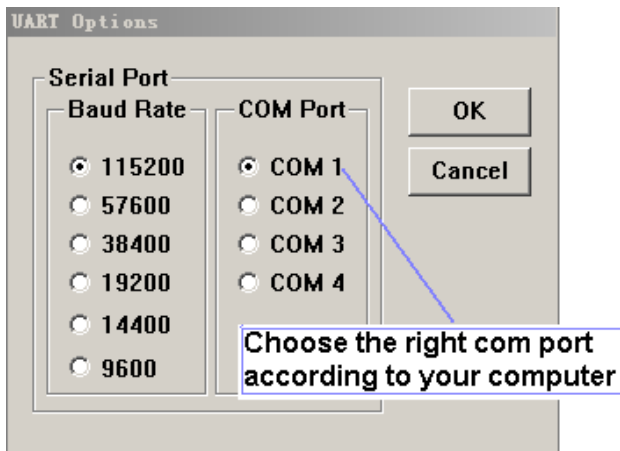 UART Options
Serial Port
Baud Rate
115200
57600
38400
19200
14400
9600
COM Port
COM 1
COM 2
COM 3
COM 4
OK
Cancel
Choose the right com port
according to your computer